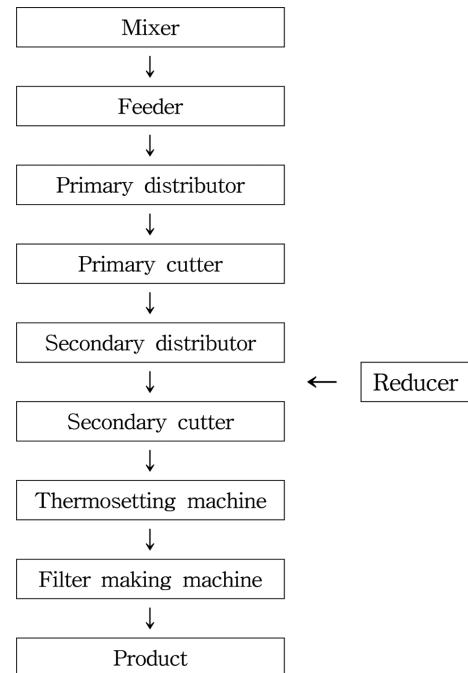 Mixer
Feeder
Primary distributor
Primary cutter
Secondary distributor
Reducer
Secondary cutter
Thermosetting machine
Filter making machine
Product